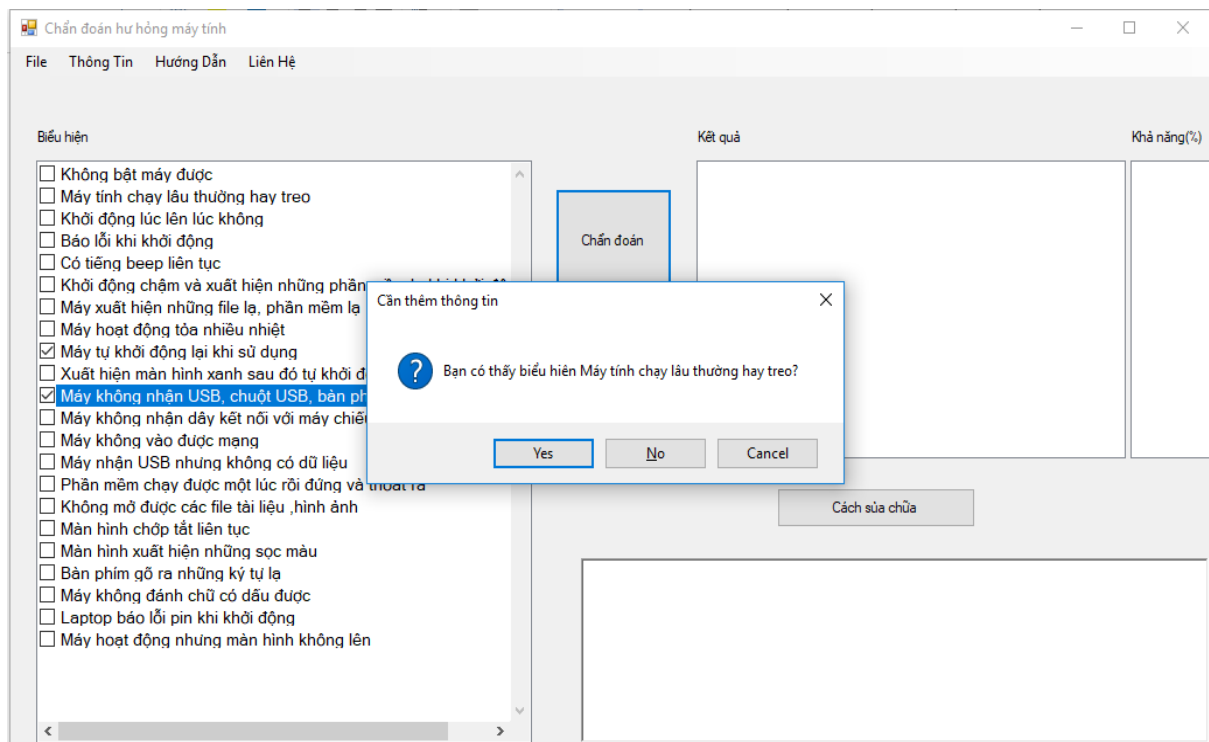 Chẩn đoán hư hỏng máy tính
File Thông Tin Hướng Dẫn Liên Hệ
Biểu hiện
Kết quả
Khả năng(%)
Không bật máy được
Máy tính chạy lâu thường hay treo
Khởi động lúc lên lúc không
Báo lỗi khi khởi động
Có tiếng beep liên tục
Khởi động chậm và xuất hiện những phần
Máy xuất hiện những file lạ, phần mềm lạ
Máy hoạt động tỏa nhiều nhiệt
Máy tự khởi động lại khi sử dụng
Xuất hiện màn hình xanh sau đó tự khởi
Máy không nhận USB, chuột USB, bàn
Máy không nhận dây kết nối với máy chiếu
Máy không vào được mạng
Máy nhận USB nhưng không có dữ liệu
Phần mềm chạy được một lúc rồi đứng và thoát ra
Không mở được các file tài liệu ,hình ảnh
Màn hình chớp tắt liên tục
Màn hình xuất hiện những sọc màu
Bàn phím gõ ra những ký tự lạ
Máy không đánh chữ có dấu được
Laptop báo lỗi pin khi khởi động
Máy hoạt động nhưng màn hình không lên
Chẩn đoán
Cần thêm thông tin
Bạn có thấy biểu hiên Máy tính chạy lâu thường hay treo?
Yes No Cancel
Cách sủa chũa